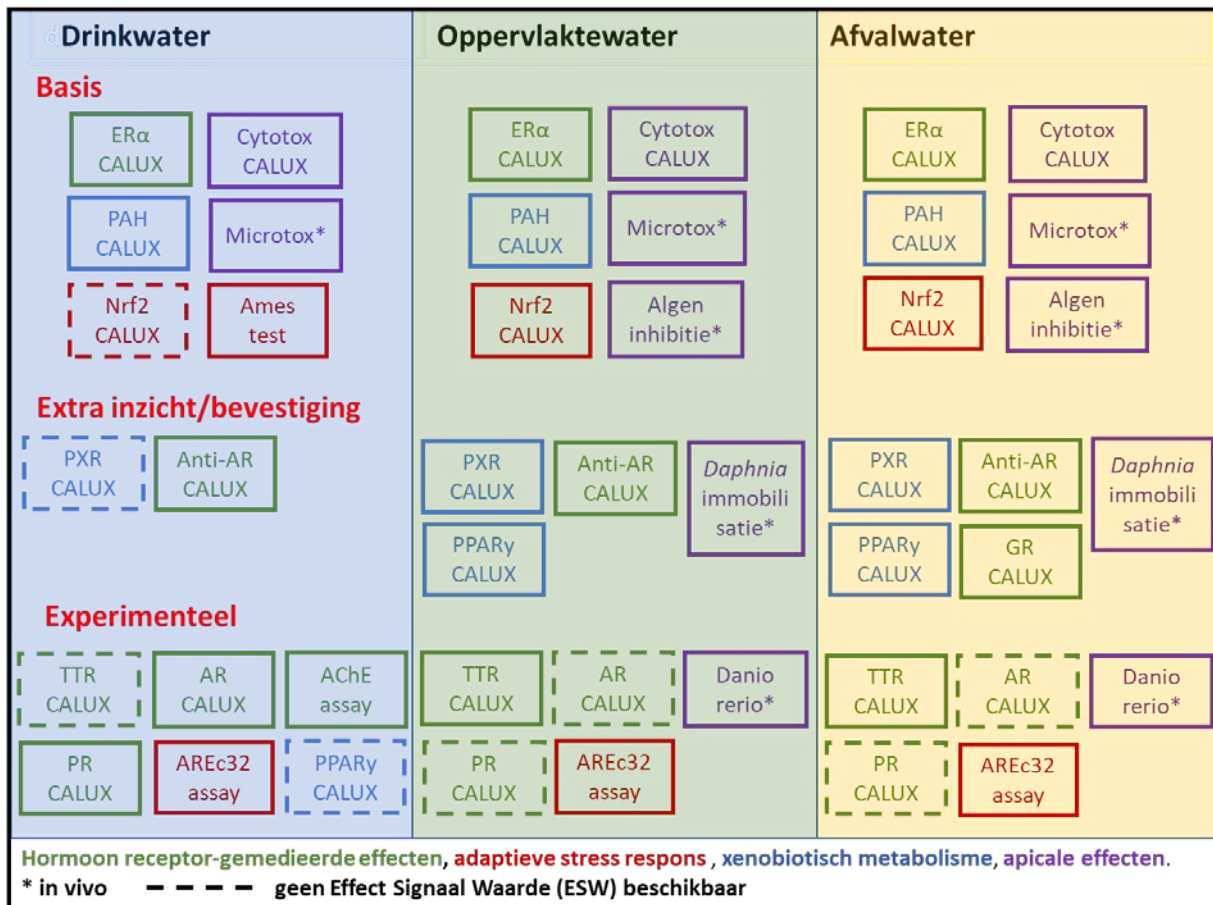 dDrinkwater
Oppervlaktewater
Afvalwater
Basis
ERα
CALUX
Cytotox
CALUX
PAH
CALUX
Microtox*
Nrf2
CALUX
Ames
test
ERα
CALUX
Cytotox
CALUX
PAH
CALUX
Microtox*
Nrf2
CALUX
Algen
inhibitie*
ERα
CALUX
Cytotox
CALUX
PAH
CALUX
Microtox*
Nrf2
CALUX
Algen
inhibitie*
Extra inzicht/bevestiging
PXR
CALUX
Anti-AR
CALUX
PXR
CALUX
Anti-AR
CALUX
Daphnia
immobili
satie*
PPARy
CALUX
PXR
CALUX
Anti-AR
CALUX
Daphnia
immobili
satie*
PPARy
CALUX
GR
CALUX
Experimenteel
TTR
CALUX
AR
CALUX
AChE
assay
PR
CALUX
AREc32
assay
PPARy
CALUX
TTR
CALUX
AR
CALUX
Danio
rerio*
PR
CALUX
AREc32
assay
TTR
CALUX
AR
CALUX
Danio
rerio*
PR
CALUX
AREc32
assay
Hormoon receptor-gemedieerde effecten, adaptieve stress respons , xenobiotisch metabolisme, apicale effecten.
* in vivo geen Effect Signaal Waarde (ESW) beschikbaar